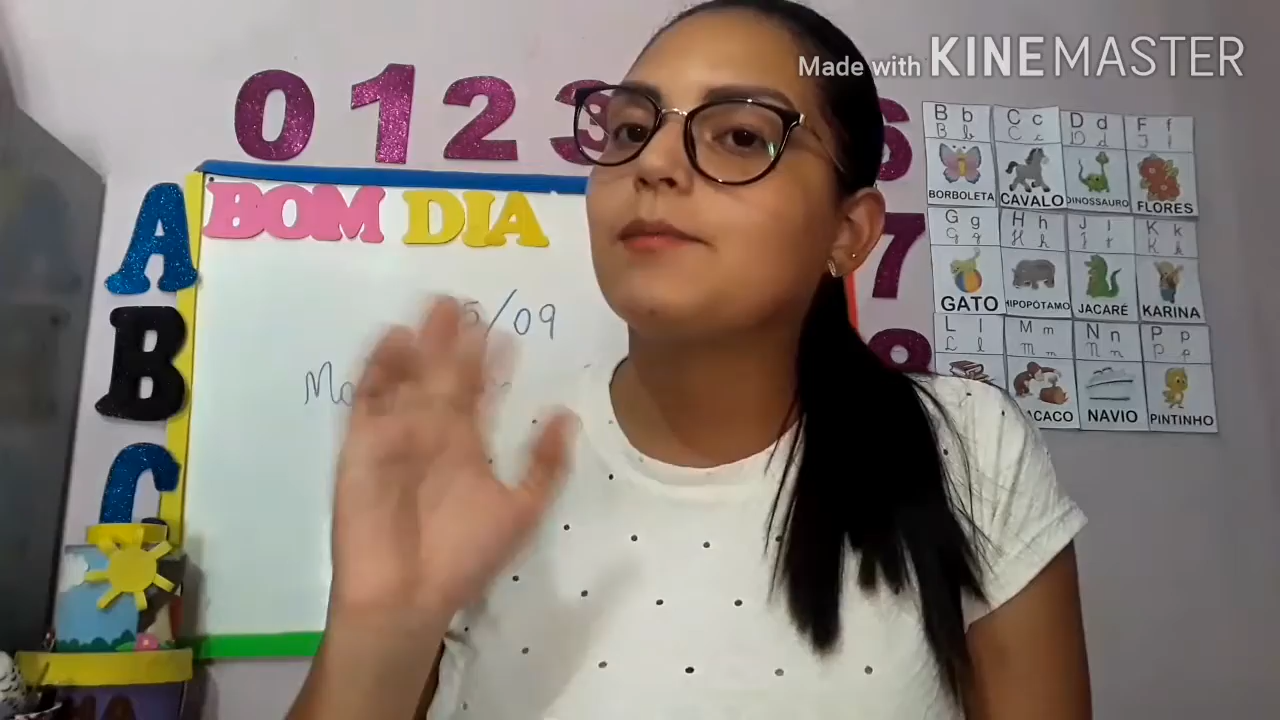 Made with KINEMASTER
0 1 2 3 6
7
8
A
B
C
BOM DIA
/09
B b
B b
BORBOLETA
C c
C c
CAVALO
D d
D d
DINOSSAURO
F f
F f
FLORES
G g
G g
GATO
H h
H h
HIPOPÓTAMO
J j
J j
JACARÉ
K k
K k
KARINA
L l
L l
M m
M m
MACACO
N n
N n
NAVIO
P p
P p
PINTINHO